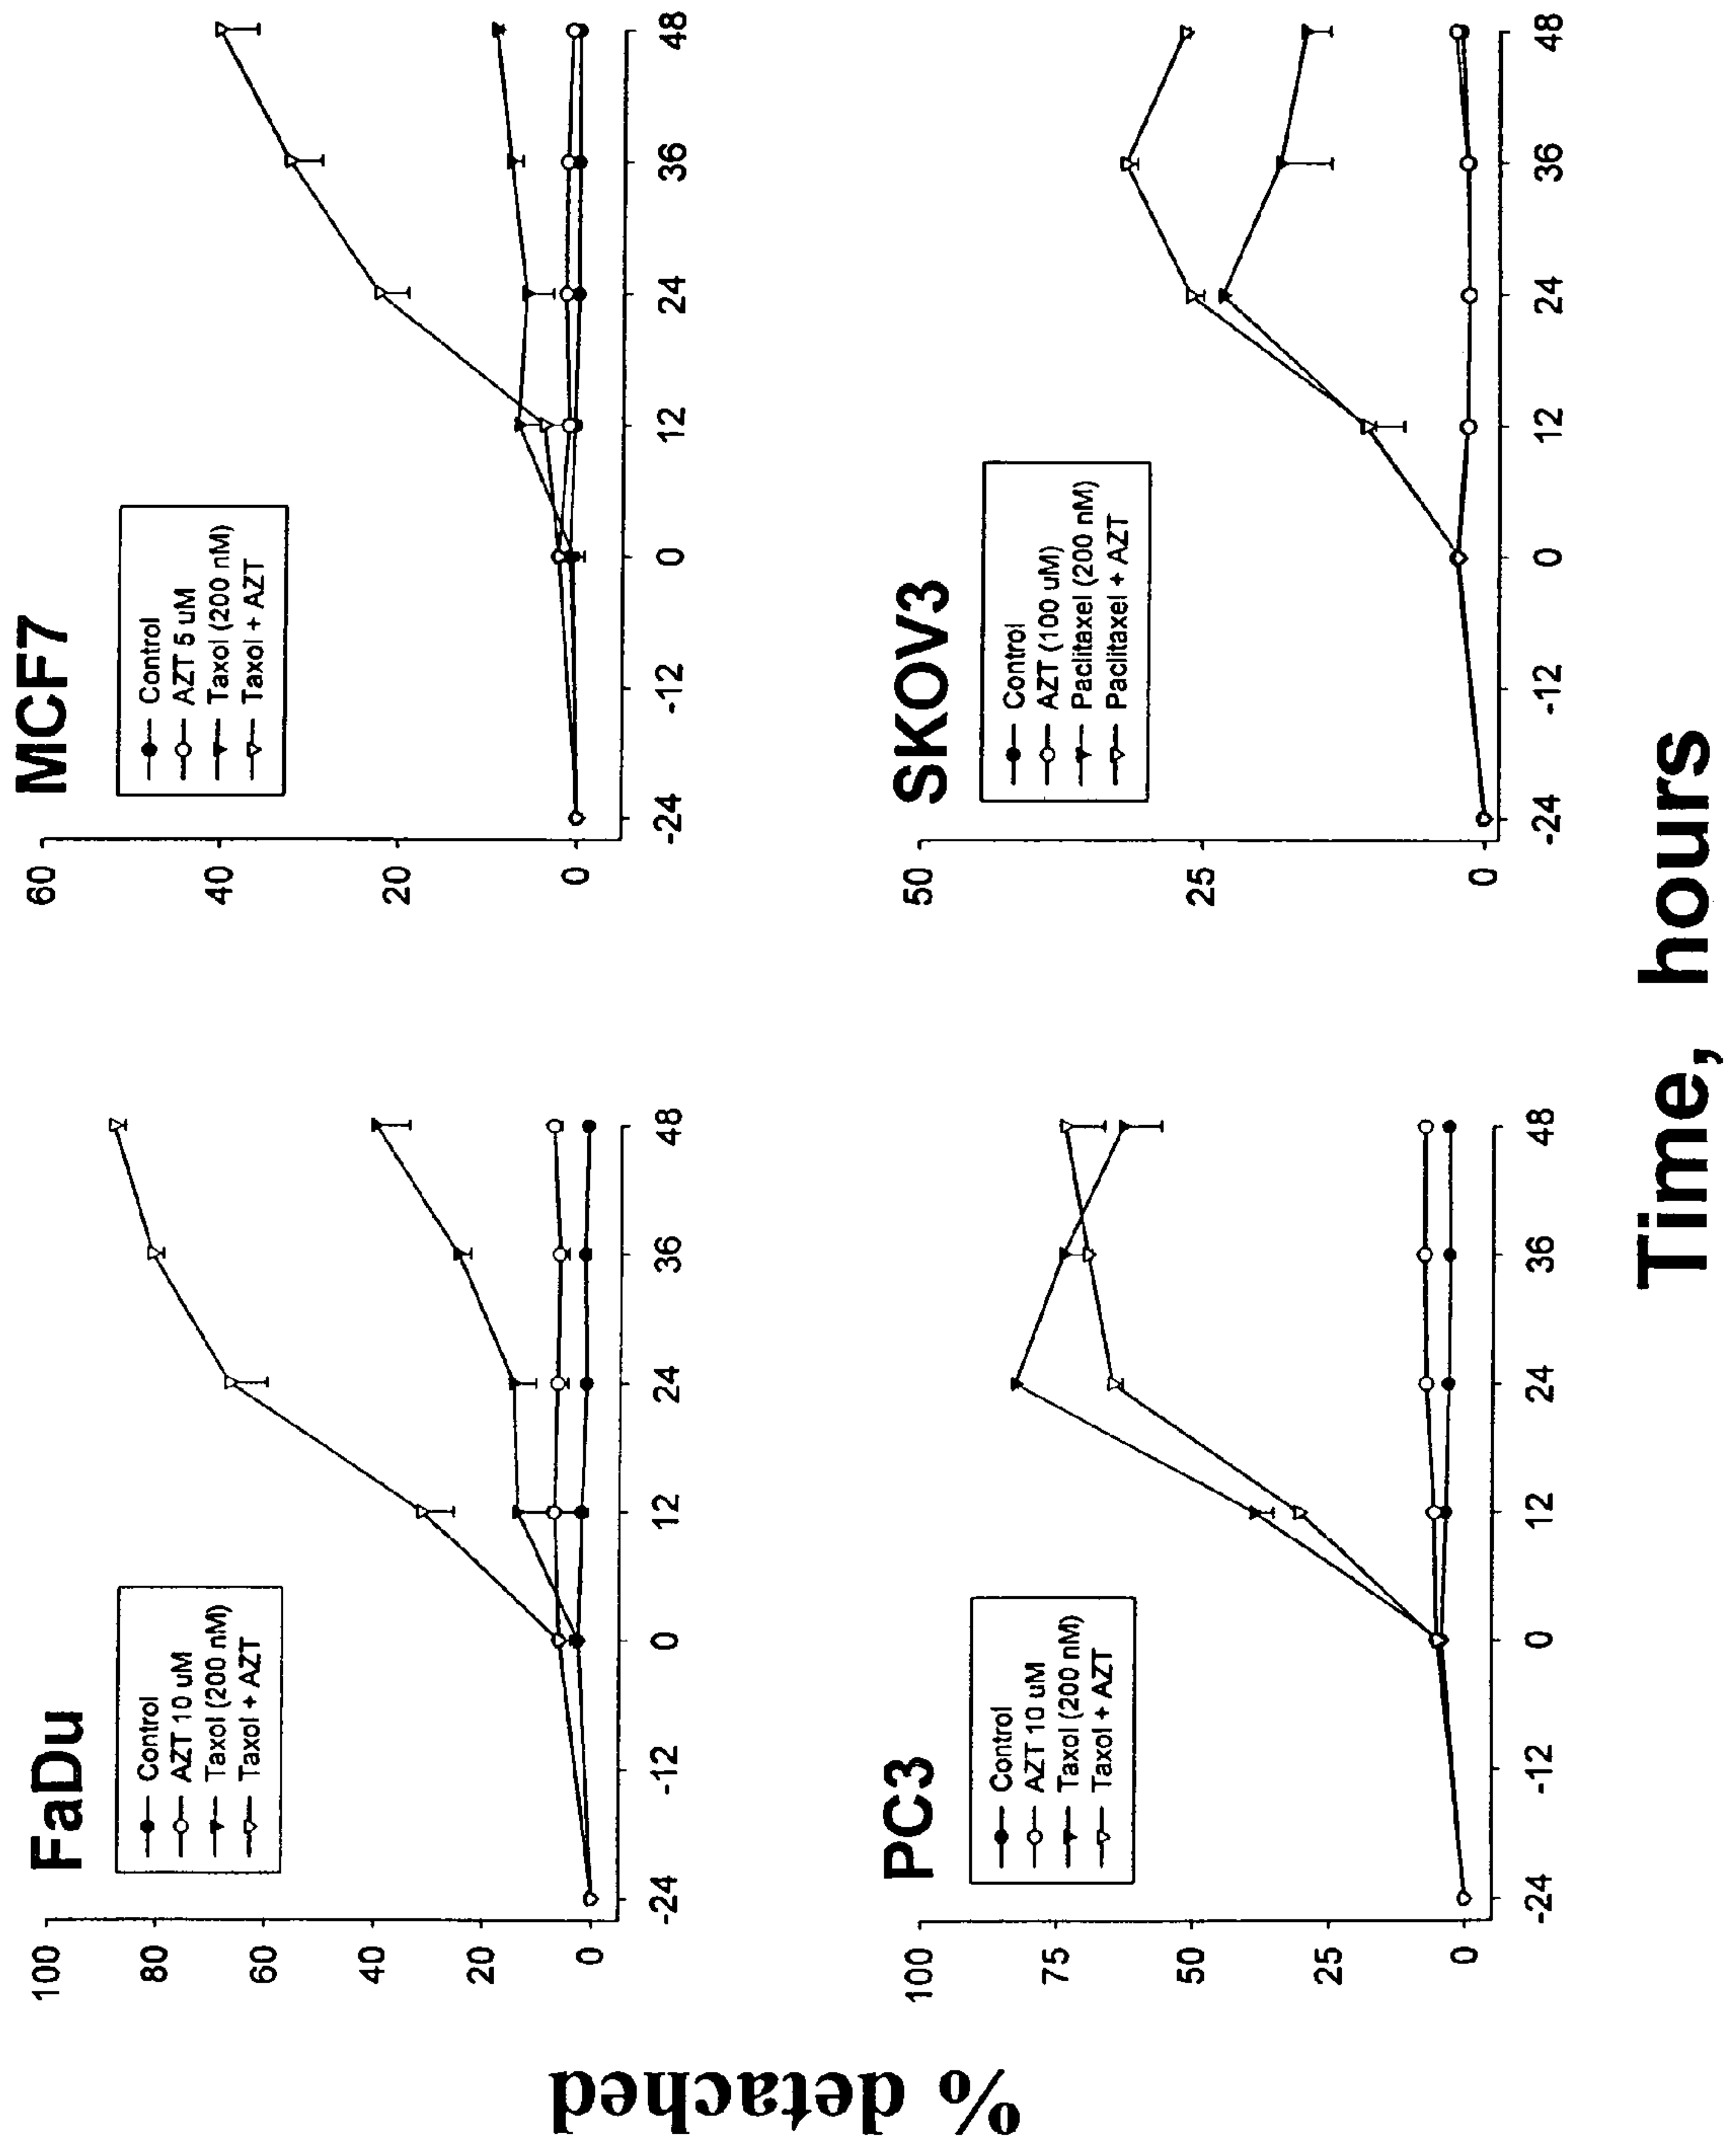 FaDu
Control
AZT 10 uM
Taxol (200 nM)
Taxol + AZT
100
80
60
40
20
0
-24 -12 0 12 24 36 48
MCF7
Control
AZT 5 uM
Taxol (200 nM)
Taxol + AZT
60
40
20
0
-24 -12 0 12 24 36 48
PC3
Control
AZT 10 uM
Taxol (200 nM)
Taxol + AZT
100
75
50
25
0
-24 -12 0 12 24 36 48
SKOV3
Control
AZT (100 uM)
Paclitaxel (200 nM)
Paclitaxel + AZT
50
25
0
-24 -12 0 12 24 36 48
% detached
Time, hours